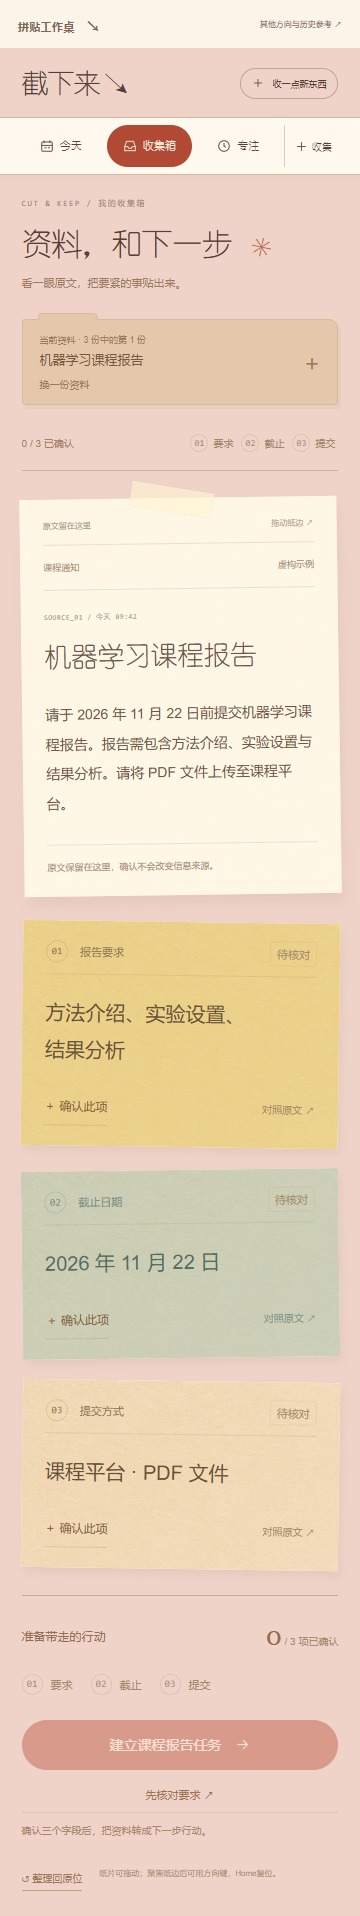 拼贴工作桌 ↘
其他方向与历史参考 ↗
截下来↘
+ 收一点新东西
今天
收集箱
专注
+ 收集
CUT & KEEP / 我的收集箱
资料，和下一步
看一眼原文，把要紧的事贴出来。
当前资料 · 3 份中的第 1 份
机器学习课程报告
换一份资料
+
0 / 3 已确认
01 要求 02 截止 03 提交
原文留在这里
拖动纸边 ↗
课程通知
虚构示例
SOURCE_01 / 今天 09:42
机器学习课程报告
请于 2026 年 11 月 22 日前提交机器学习课
程报告。报告需包含方法介绍、实验设置与
结果分析。请将 PDF 文件上传至课程平
台。
原文保留在这里，确认不会改变信息来源。
01 报告要求
待核对
方法介绍、实验设置、
结果分析
+ 确认此项
对照原文 ↗
02 截止日期
待核对
2026 年 11 月 22 日
+ 确认此项
对照原文 ↗
03 提交方式
待核对
课程平台 · PDF 文件
+ 确认此项
对照原文 ↗
准备带走的行动
0 / 3 项已确认
01 要求 02 截止 03 提交
建立课程报告任务 →
先核对要求 ↗
确认三个字段后，把资料转成下一步行动。
↺ 整理回原位
纸片可拖动；聚焦纸边后可用方向键，Home复位。